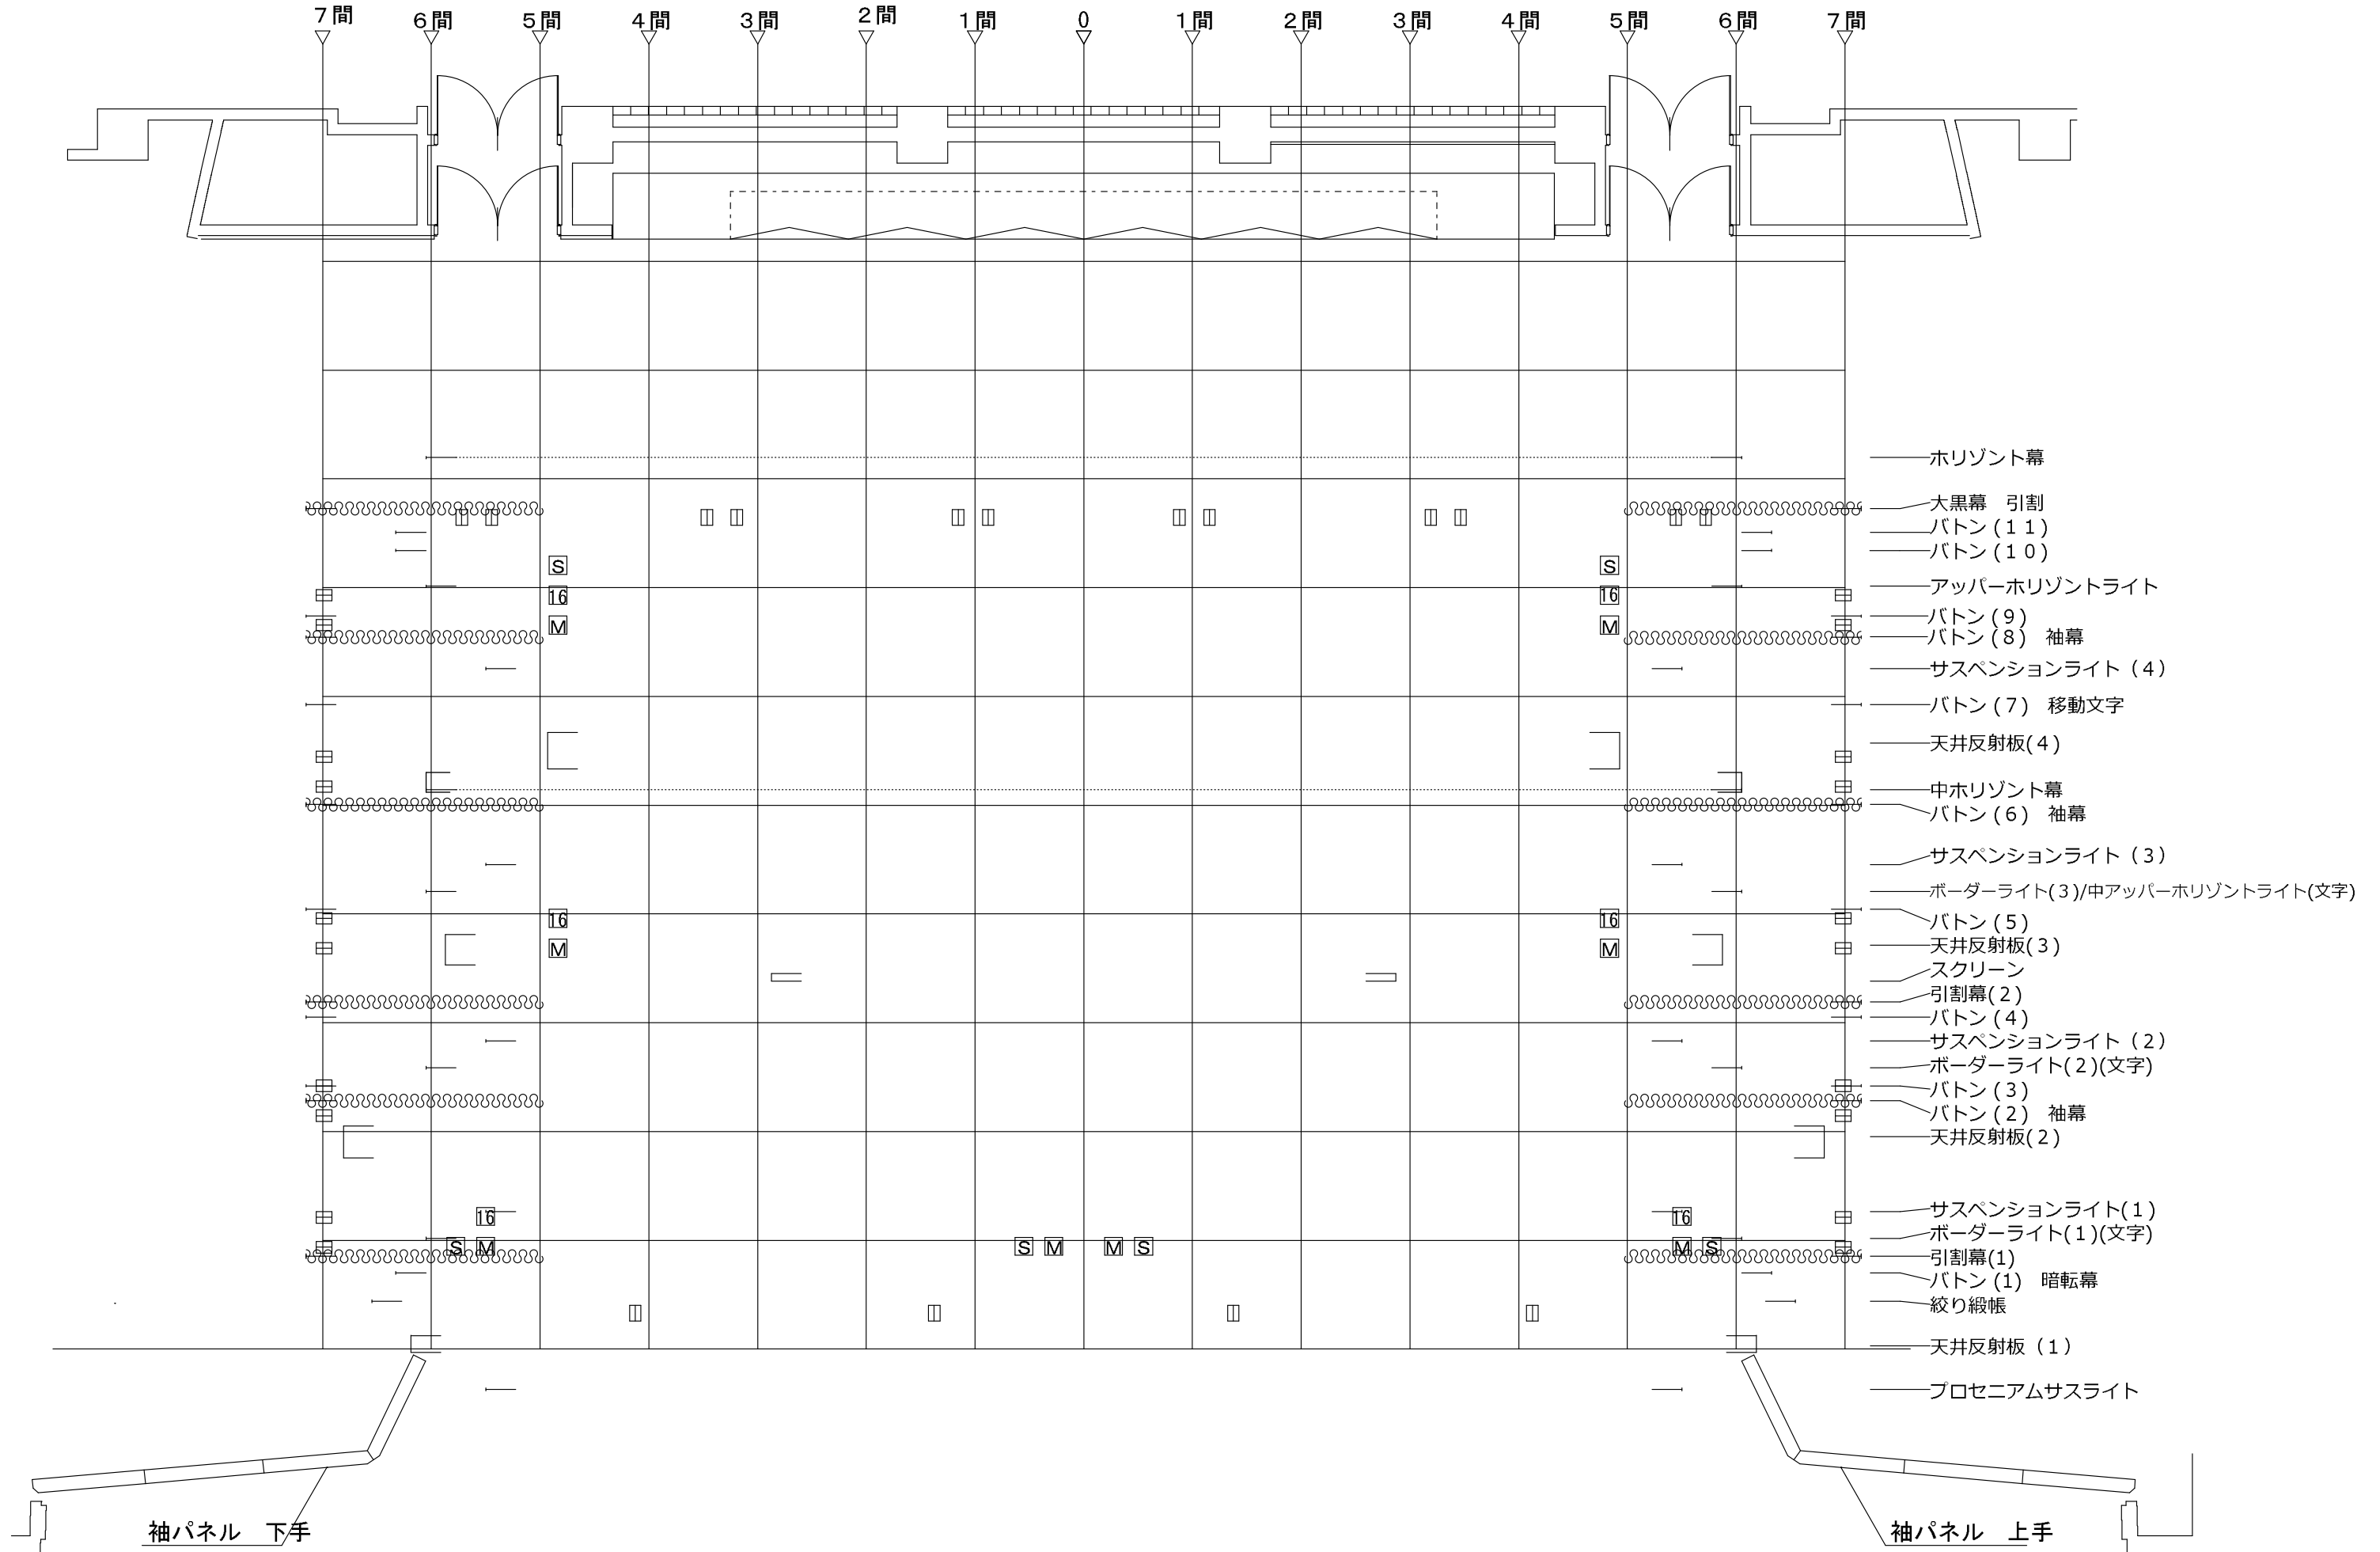 7間 6間 5間 4間 3間 2間 1間 0 1間 2間 3間 4間 5間 6間 7間
ホリゾント幕
大黒幕　引割
バトン(11)
バトン(10)
S S
アッパーホリゾントライト
16 16
バトン(9)
M M
バトン(8)　袖幕
サスペンションライト（4）
バトン(7)　移動文字
天井反射板(4)
中ホリゾント幕
バトン(6)　袖幕
サスペンションライト（3）
ボーダーライト(3)/中アッパーホリゾントライト(文字)
16 16
バトン(5)
M M
天井反射板(3)
スクリーン
引割幕(2)
バトン(4)
サスペンションライト（2）
ボーダーライト(2)(文字)
バトン(3)
バトン(2)　袖幕
天井反射板(2)
16 16
サスペンションライト(1)
ボーダーライト(1)(文字)
S M S M M S M S
引割幕(1)
バトン(1)　暗転幕
絞り緞帳
天井反射板（1）
プロセニアムサスライト
袖パネル　下手
袖パネル　上手